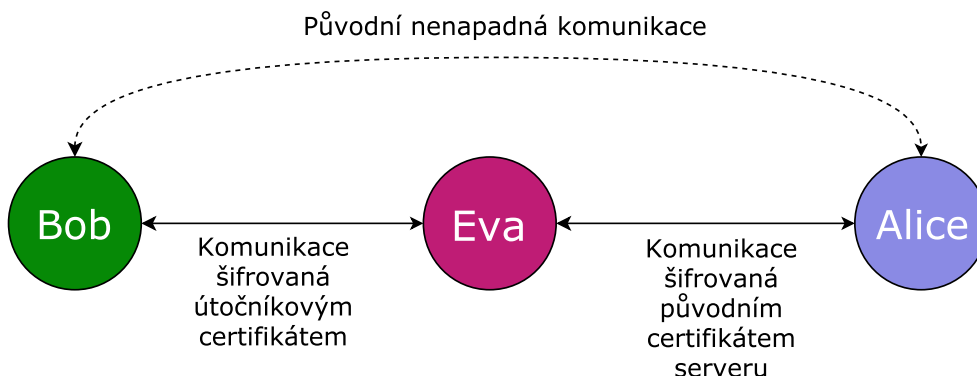 Původní nenapadná komunikace
Bob
Eva
Alice
Komunikace
šifrovaná
útočníkovým
certifikátem
Komunikace
šifrovaná
původním
certifikátem
serveru